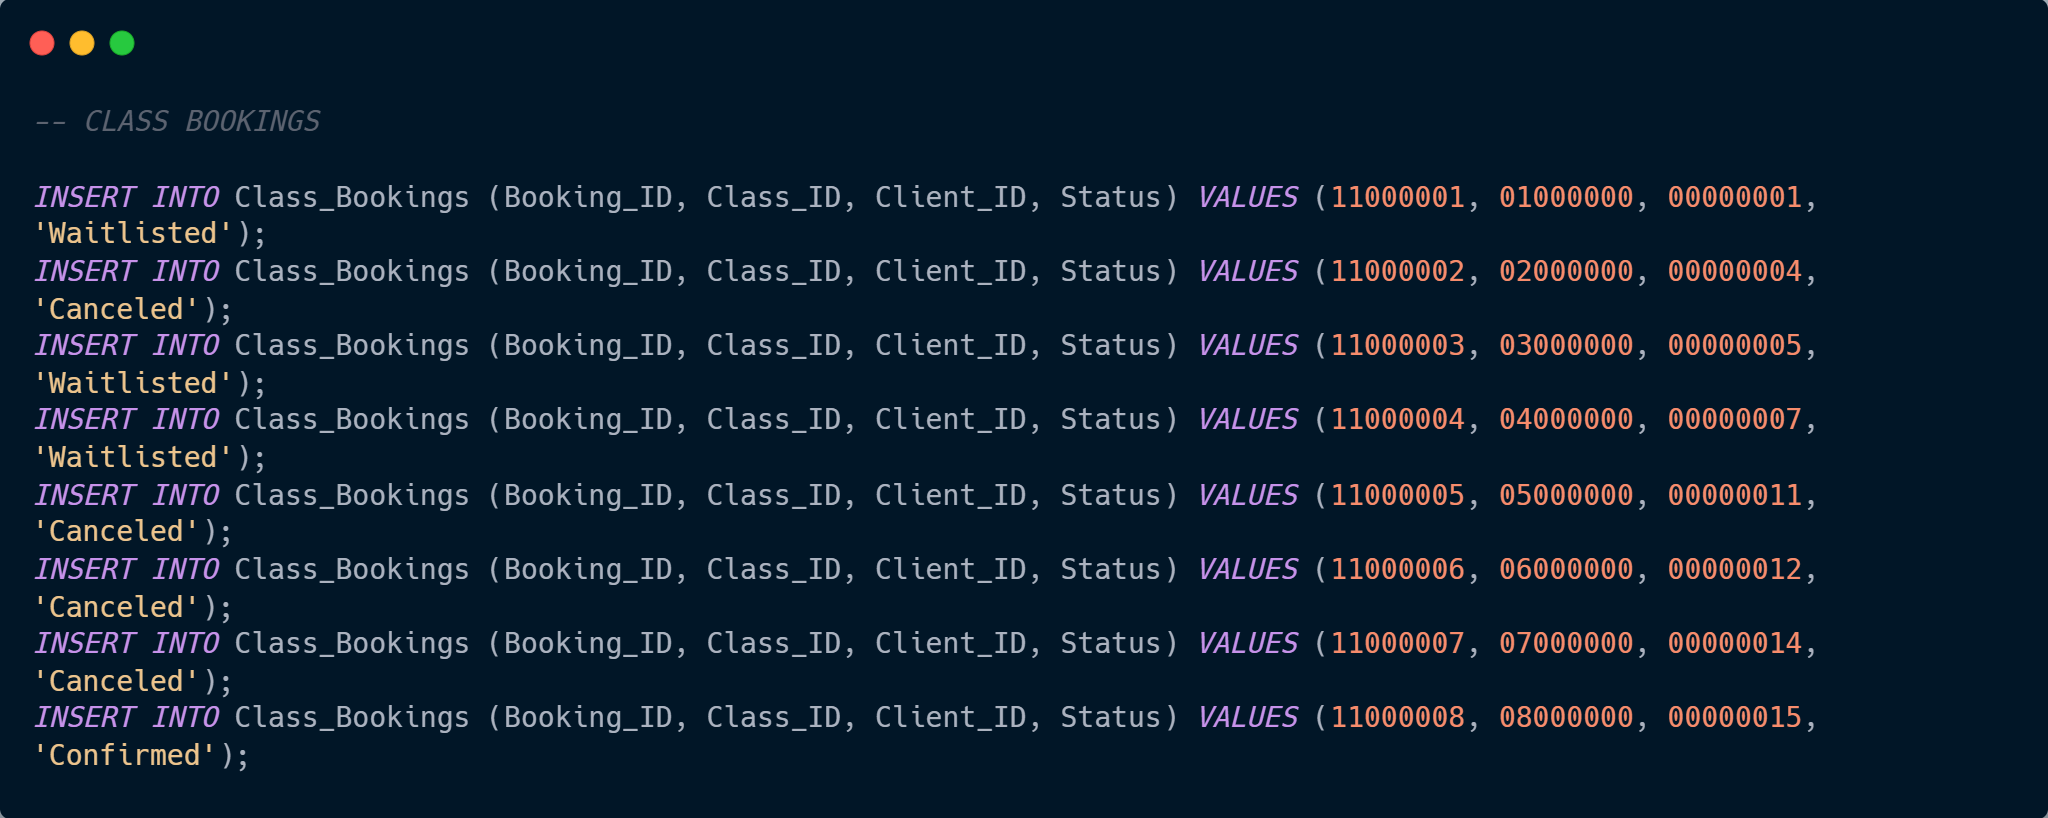 -- CLASS BOOKINGS
INSERT INTO Class_Bookings (Booking_ID, Class_ID, Client_ID, Status) VALUES (11000001, 01000000, 00000001,
'Waitlisted');
INSERT INTO Class_Bookings (Booking_ID, Class_ID, Client_ID, Status) VALUES (11000002, 02000000, 00000004,
'Canceled');
INSERT INTO Class_Bookings (Booking_ID, Class_ID, Client_ID, Status) VALUES (11000003, 03000000, 00000005,
'Waitlisted');
INSERT INTO Class_Bookings (Booking_ID, Class_ID, Client_ID, Status) VALUES (11000004, 04000000, 00000007,
'Waitlisted');
INSERT INTO Class_Bookings (Booking_ID, Class_ID, Client_ID, Status) VALUES (11000005, 05000000, 00000011,
'Canceled');
INSERT INTO Class_Bookings (Booking_ID, Class_ID, Client_ID, Status) VALUES (11000006, 06000000, 00000012,
'Canceled');
INSERT INTO Class_Bookings (Booking_ID, Class_ID, Client_ID, Status) VALUES (11000007, 07000000, 00000014,
'Canceled');
INSERT INTO Class_Bookings (Booking_ID, Class_ID, Client_ID, Status) VALUES (11000008, 08000000, 00000015,
'Confirmed');